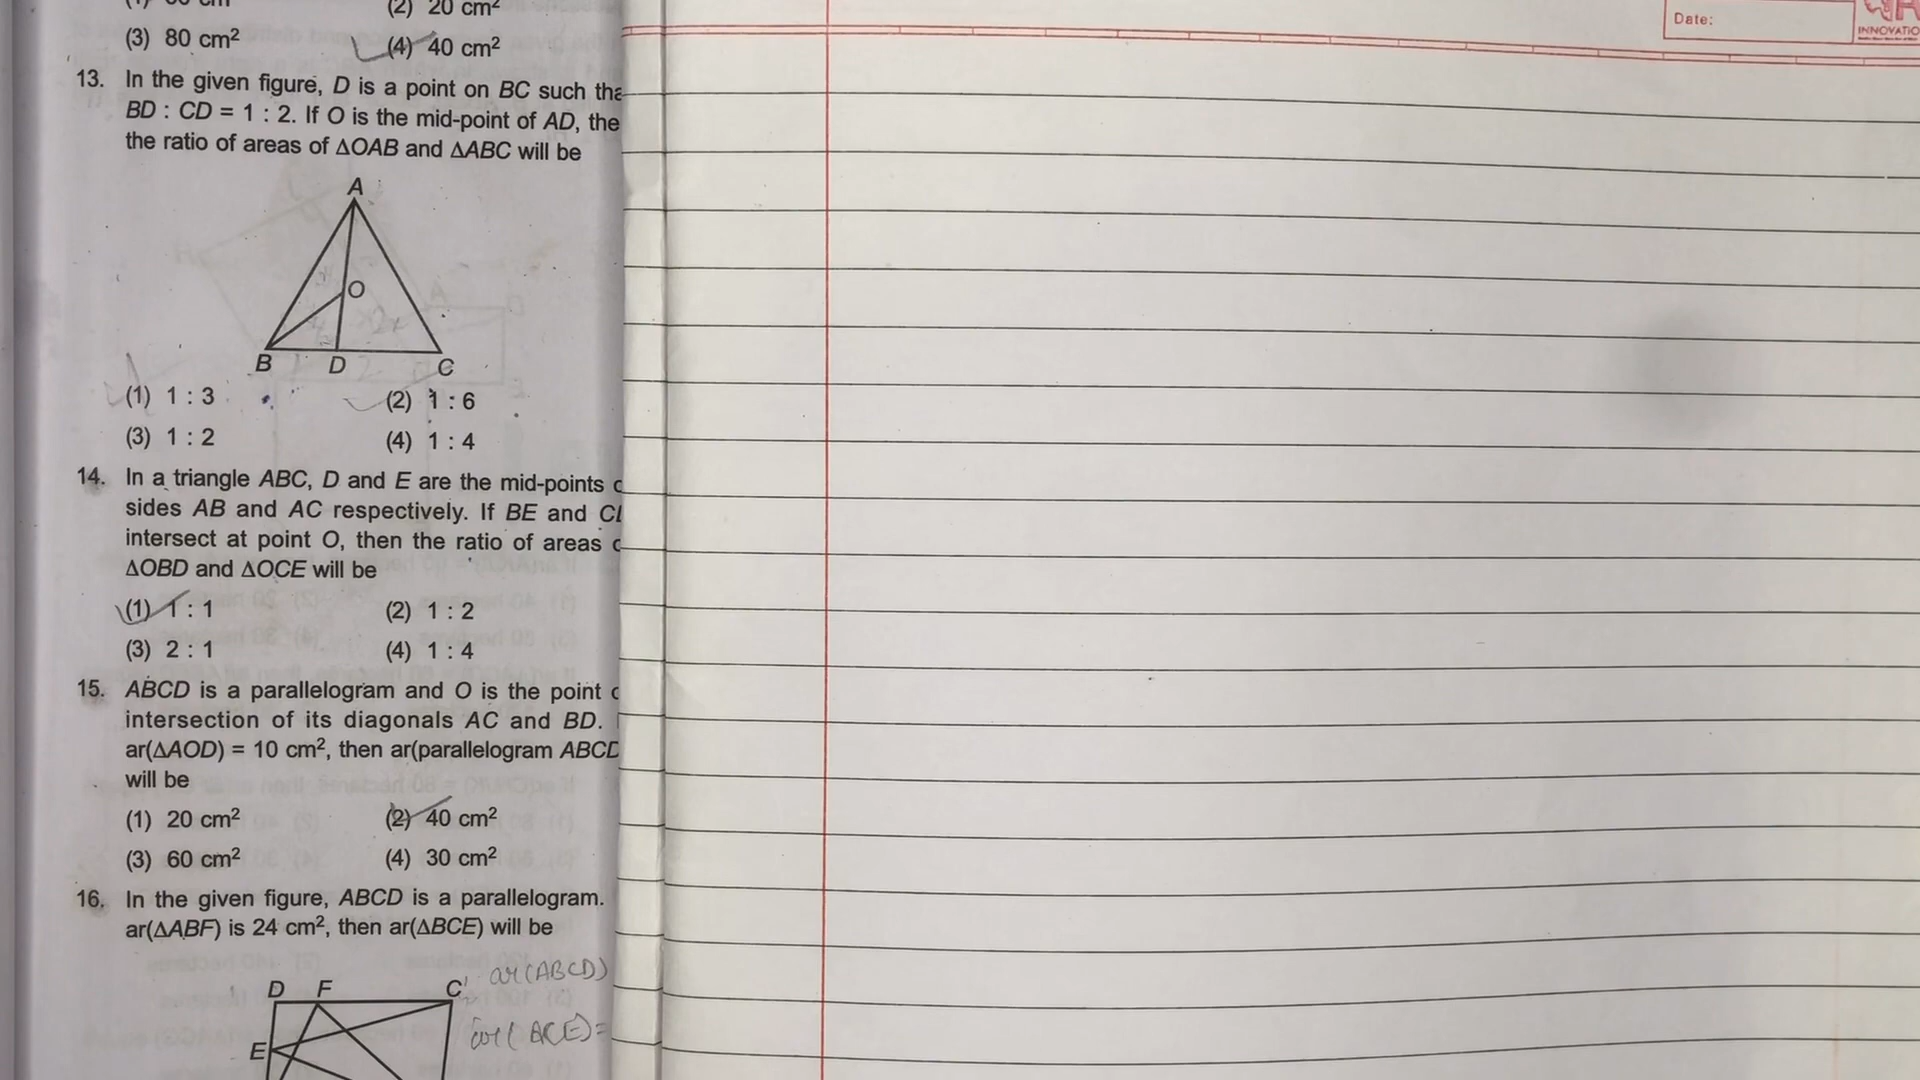 (2) 20 cm²
(3) 80 cm²
(4) 40 cm²
13. In the given figure, D is a point on BC such tha
BD : CD = 1 : 2. If O is the mid-point of AD, the
the ratio of areas of ΔOAB and ΔABC will be
A
O
B D C
(1) 1 : 3
(2) 1 : 6
(3) 1 : 2
(4) 1 : 4
14. In a triangle ABC, D and E are the mid-points
sides AB and AC respectively. If BE and C
intersect at point O, then the ratio of areas
ΔOBD and ΔOCE will be
(1) 1 : 1
(2) 1 : 2
(3) 2 : 1
(4) 1 : 4
15. ABCD is a parallelogram and O is the point
intersection of its diagonals AC and BD.
ar(ΔAOD) = 10 cm², then ar(parallelogram ABCD
will be
(1) 20 cm²
(2) 40 cm²
(3) 60 cm²
(4) 30 cm²
16. In the given figure, ABCD is a parallelogram.
ar(ΔABF) is 24 cm², then ar(ΔBCE) will be
ar(ABCD)
D F C
E
Date: